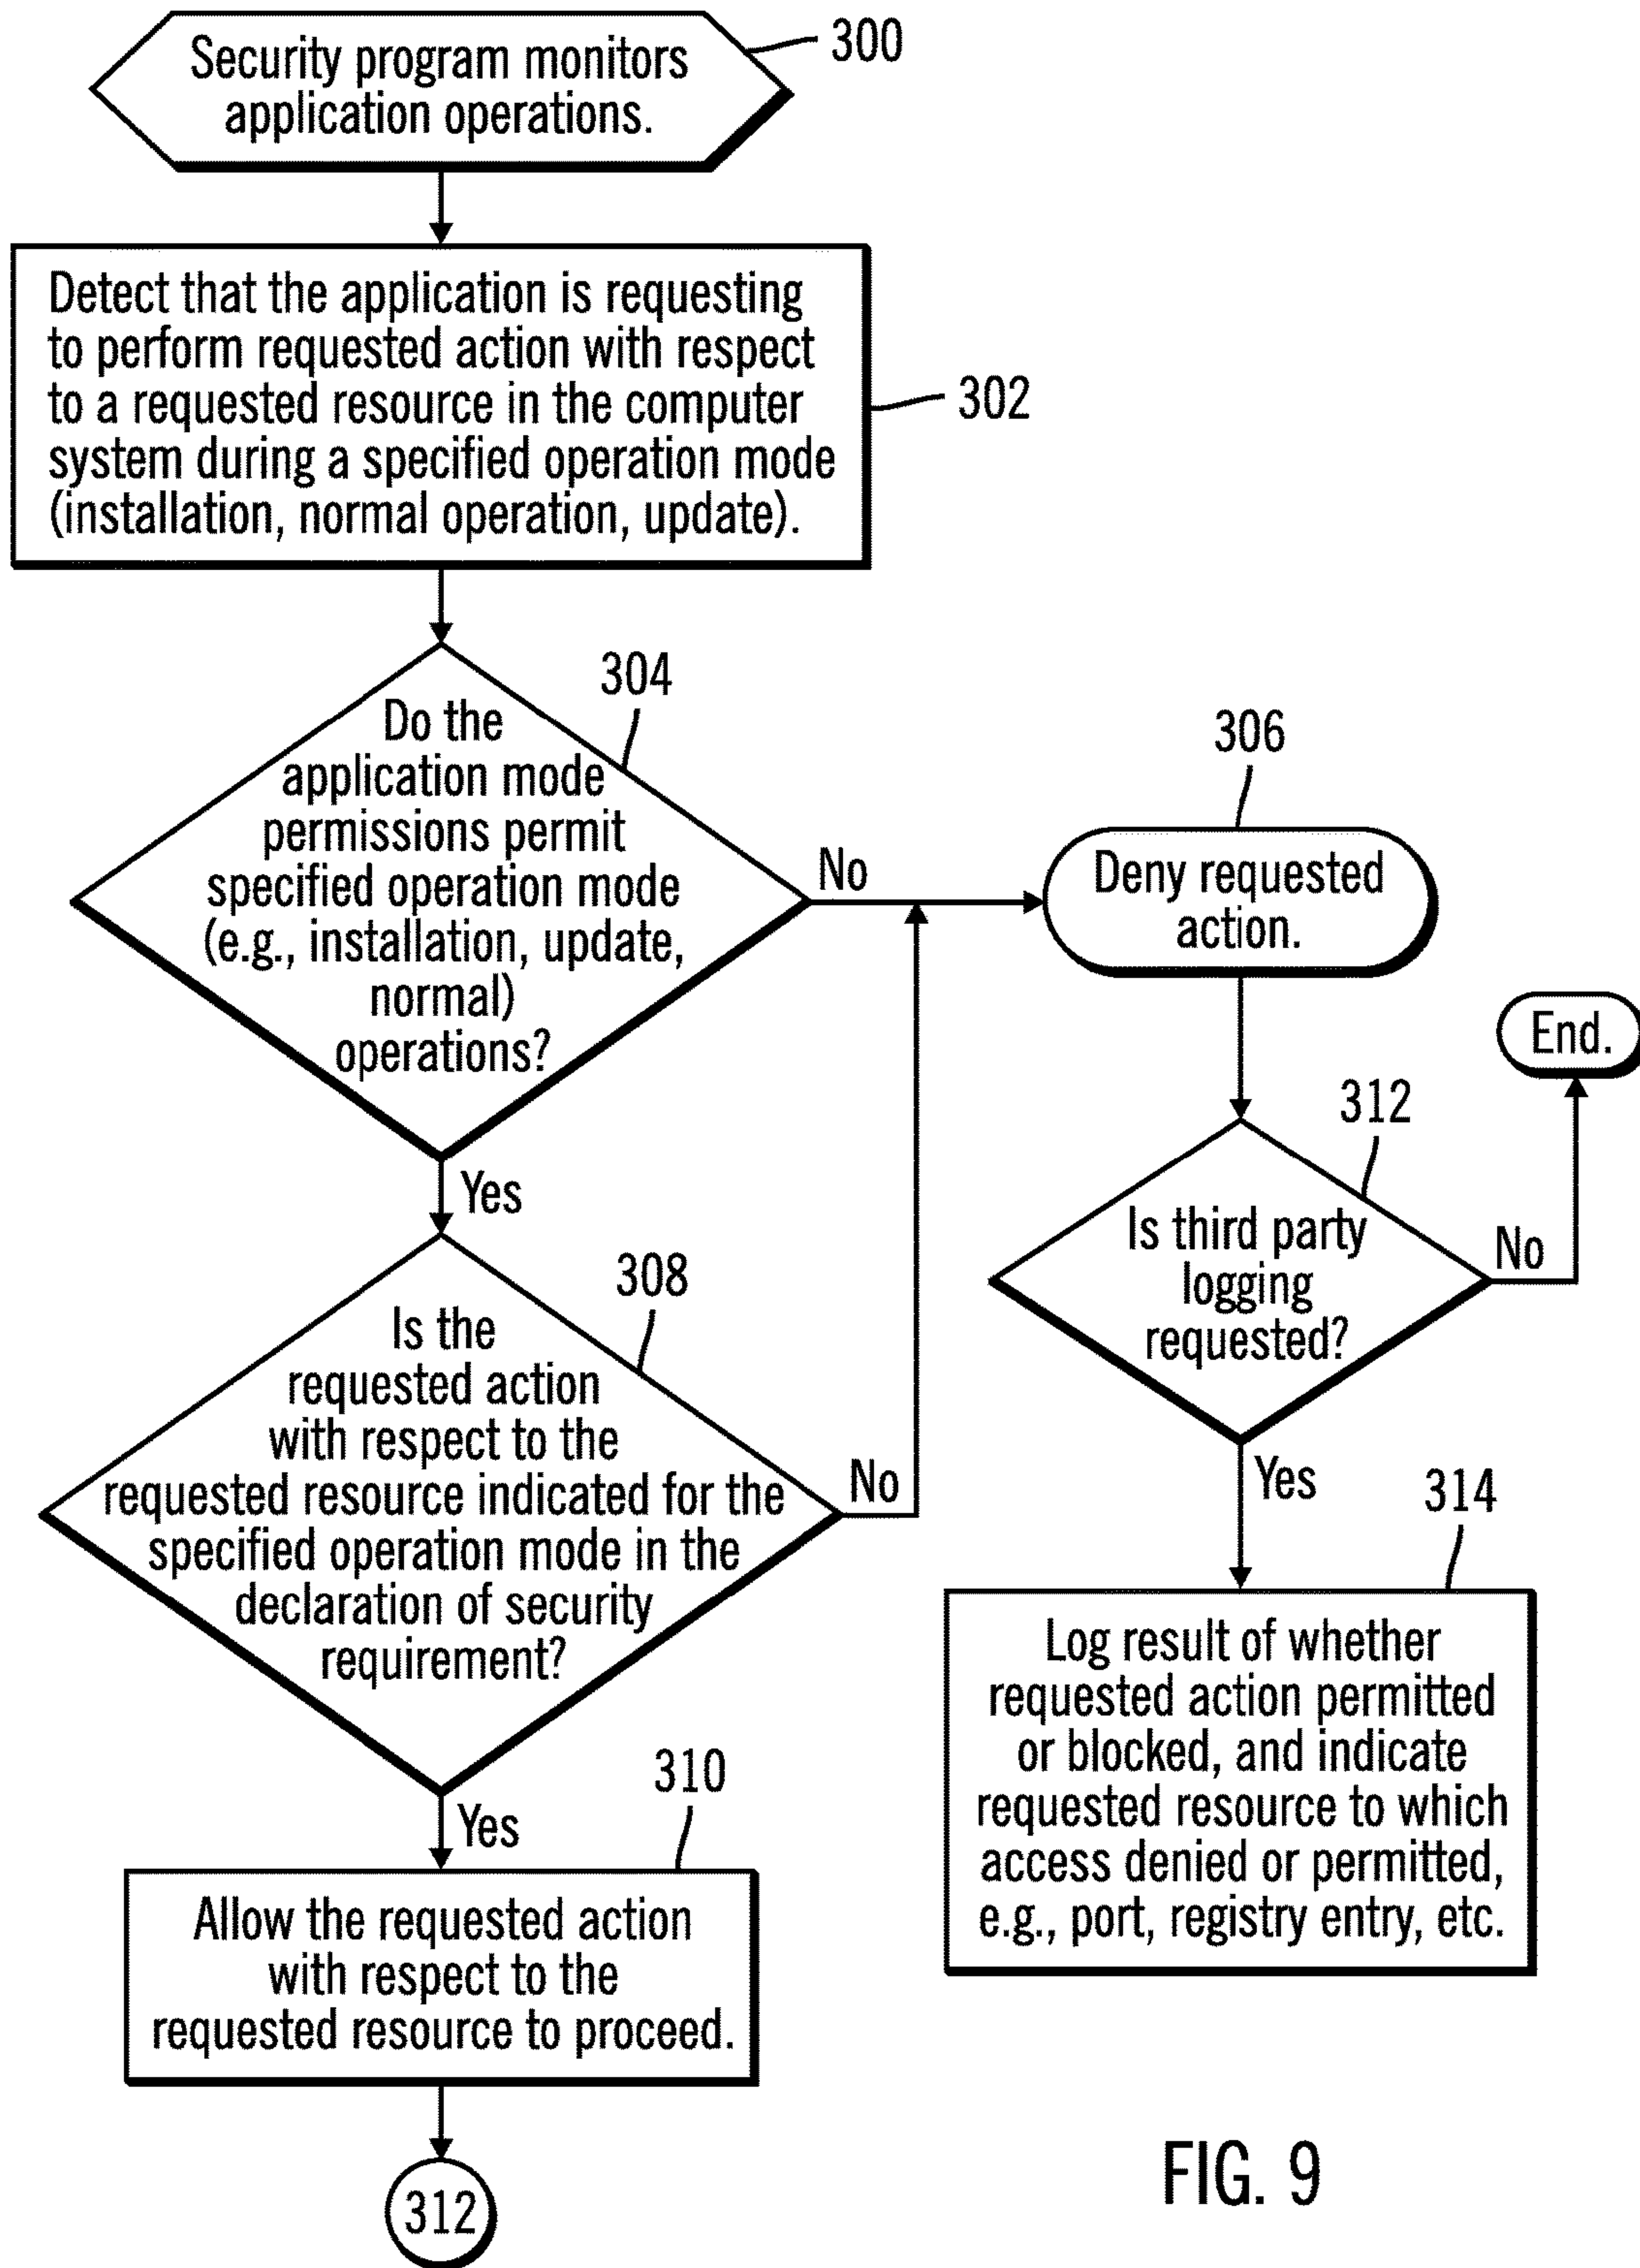 Security program monitors
application operations.
300
Detect that the application is requesting
to perform requested action with respect
to a requested resource in the computer
system during a specified operation mode
(installation, normal operation, update).
302
304
Do the
application mode
permissions permit
specified operation mode
(e.g., installation, update,
normal)
operations?
No
Yes
306
Deny requested
action.
308
Is the
requested action
with respect to the
requested resource indicated for the
specified operation mode in the
declaration of security
requirement?
No
Yes
310
Allow the requested action
with respect to the
requested resource to proceed.
312
312
Is third party
logging
requested?
No
End.
Yes
314
Log result of whether
requested action permitted
or blocked, and indicate
requested resource to which
access denied or permitted,
e.g., port, registry entry, etc.
FIG. 9